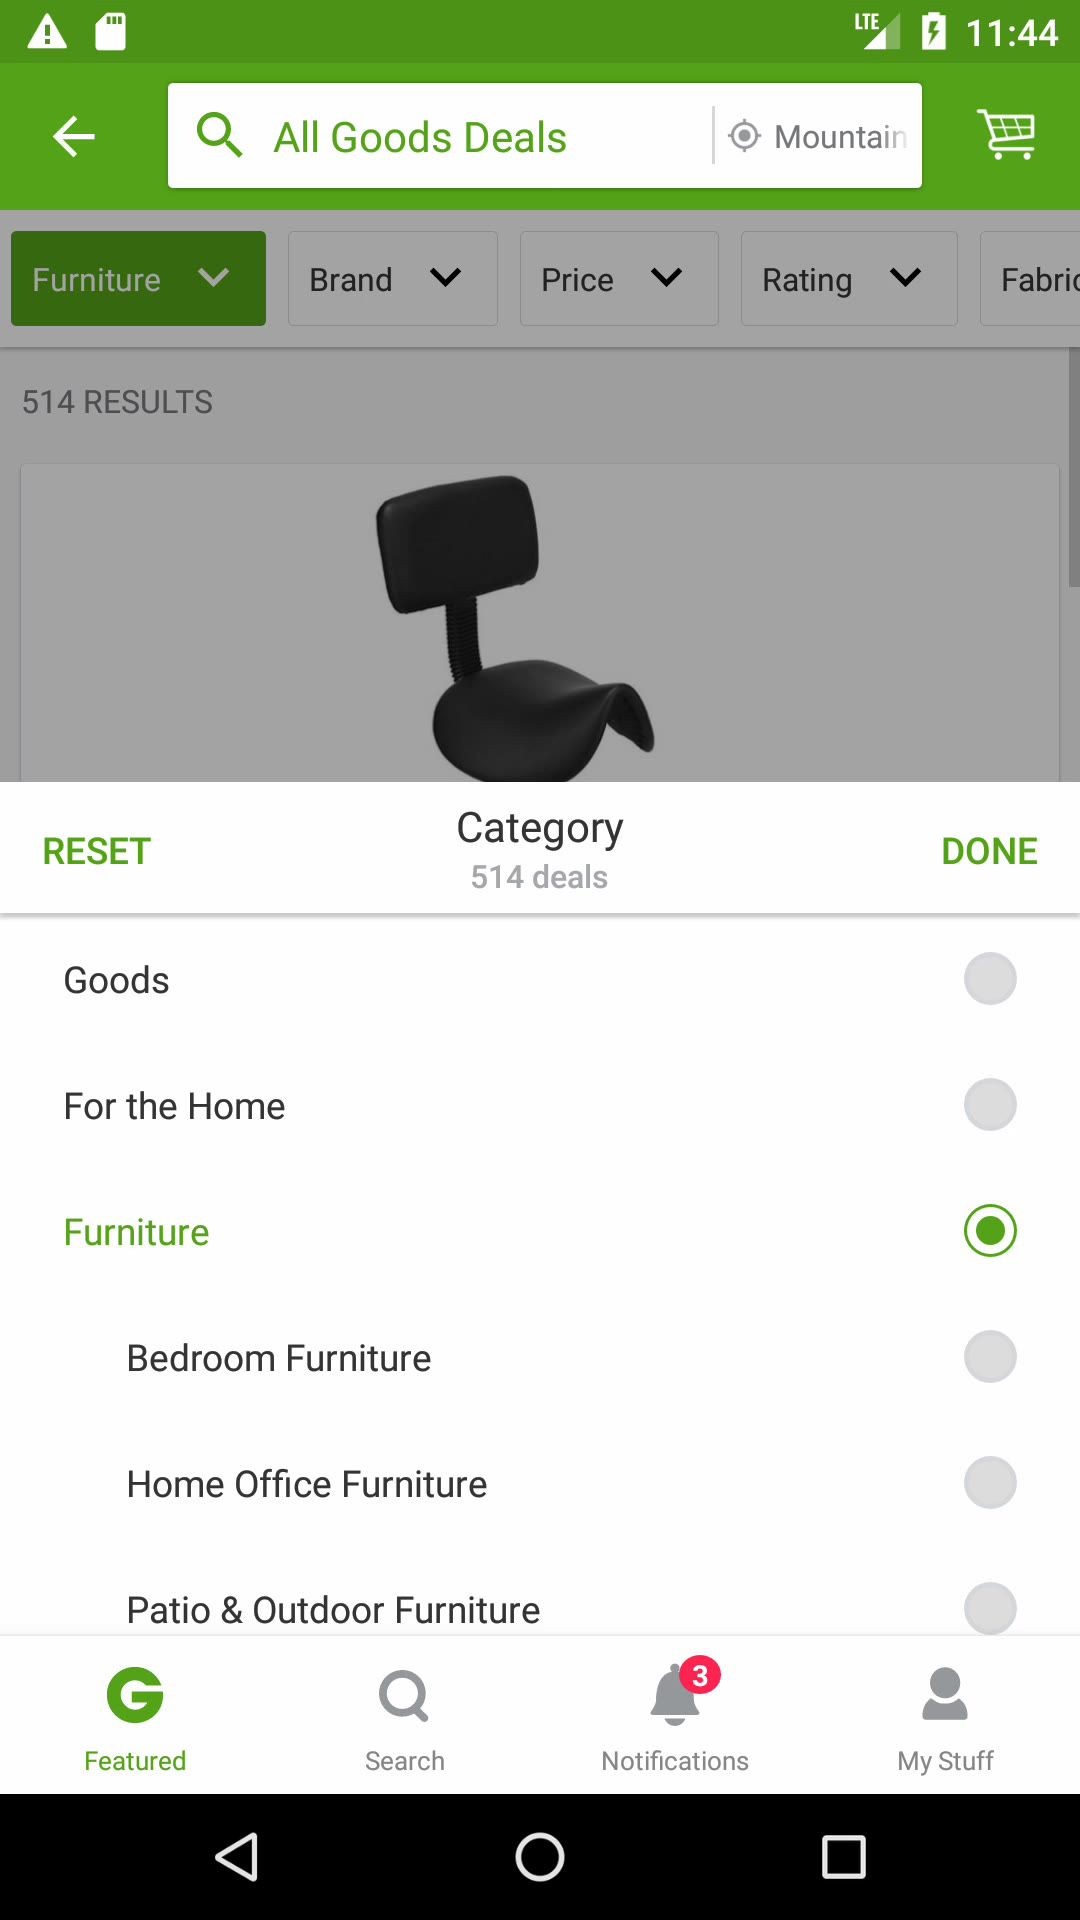 LTE 11:44
All Goods Deals Mountain
Furniture Brand Price Rating Fabric
514 RESULTS
RESET Category DONE
514 deals
Goods
For the Home
Furniture
Bedroom Furniture
Home Office Furniture
Patio & Outdoor Furniture
3
Featured Search Notifications My Stuff